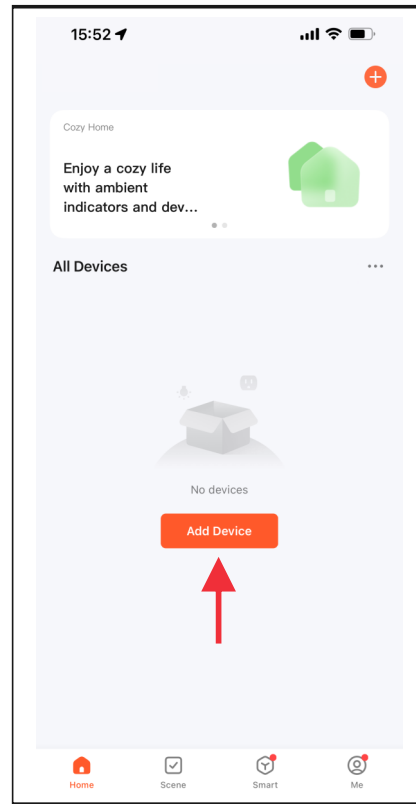 15:52
Cozy Home
Enjoy a cozy life
with ambient
indicators and dev...
All Devices
No devices
Add Device
Home
Scene
Smart
Me